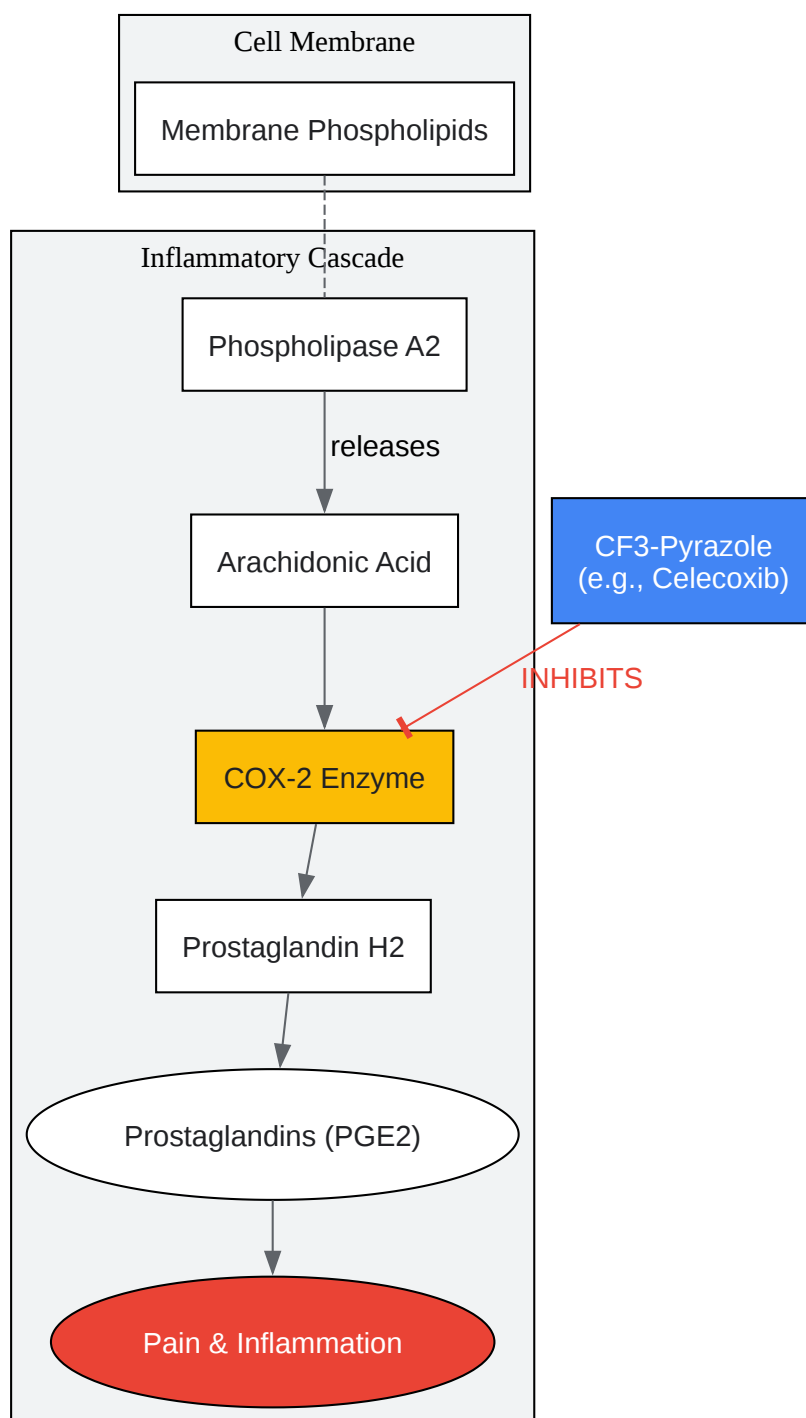 Cell Membrane
Membrane Phospholipids
Inflammatory Cascade
Phospholipase A2
releases
Arachidonic Acid
CF3-Pyrazole
(e.g., Celecoxib)
INHIBITS
COX-2 Enzyme
Prostaglandin H2
Prostaglandins (PGE2)
Pain & Inflammation